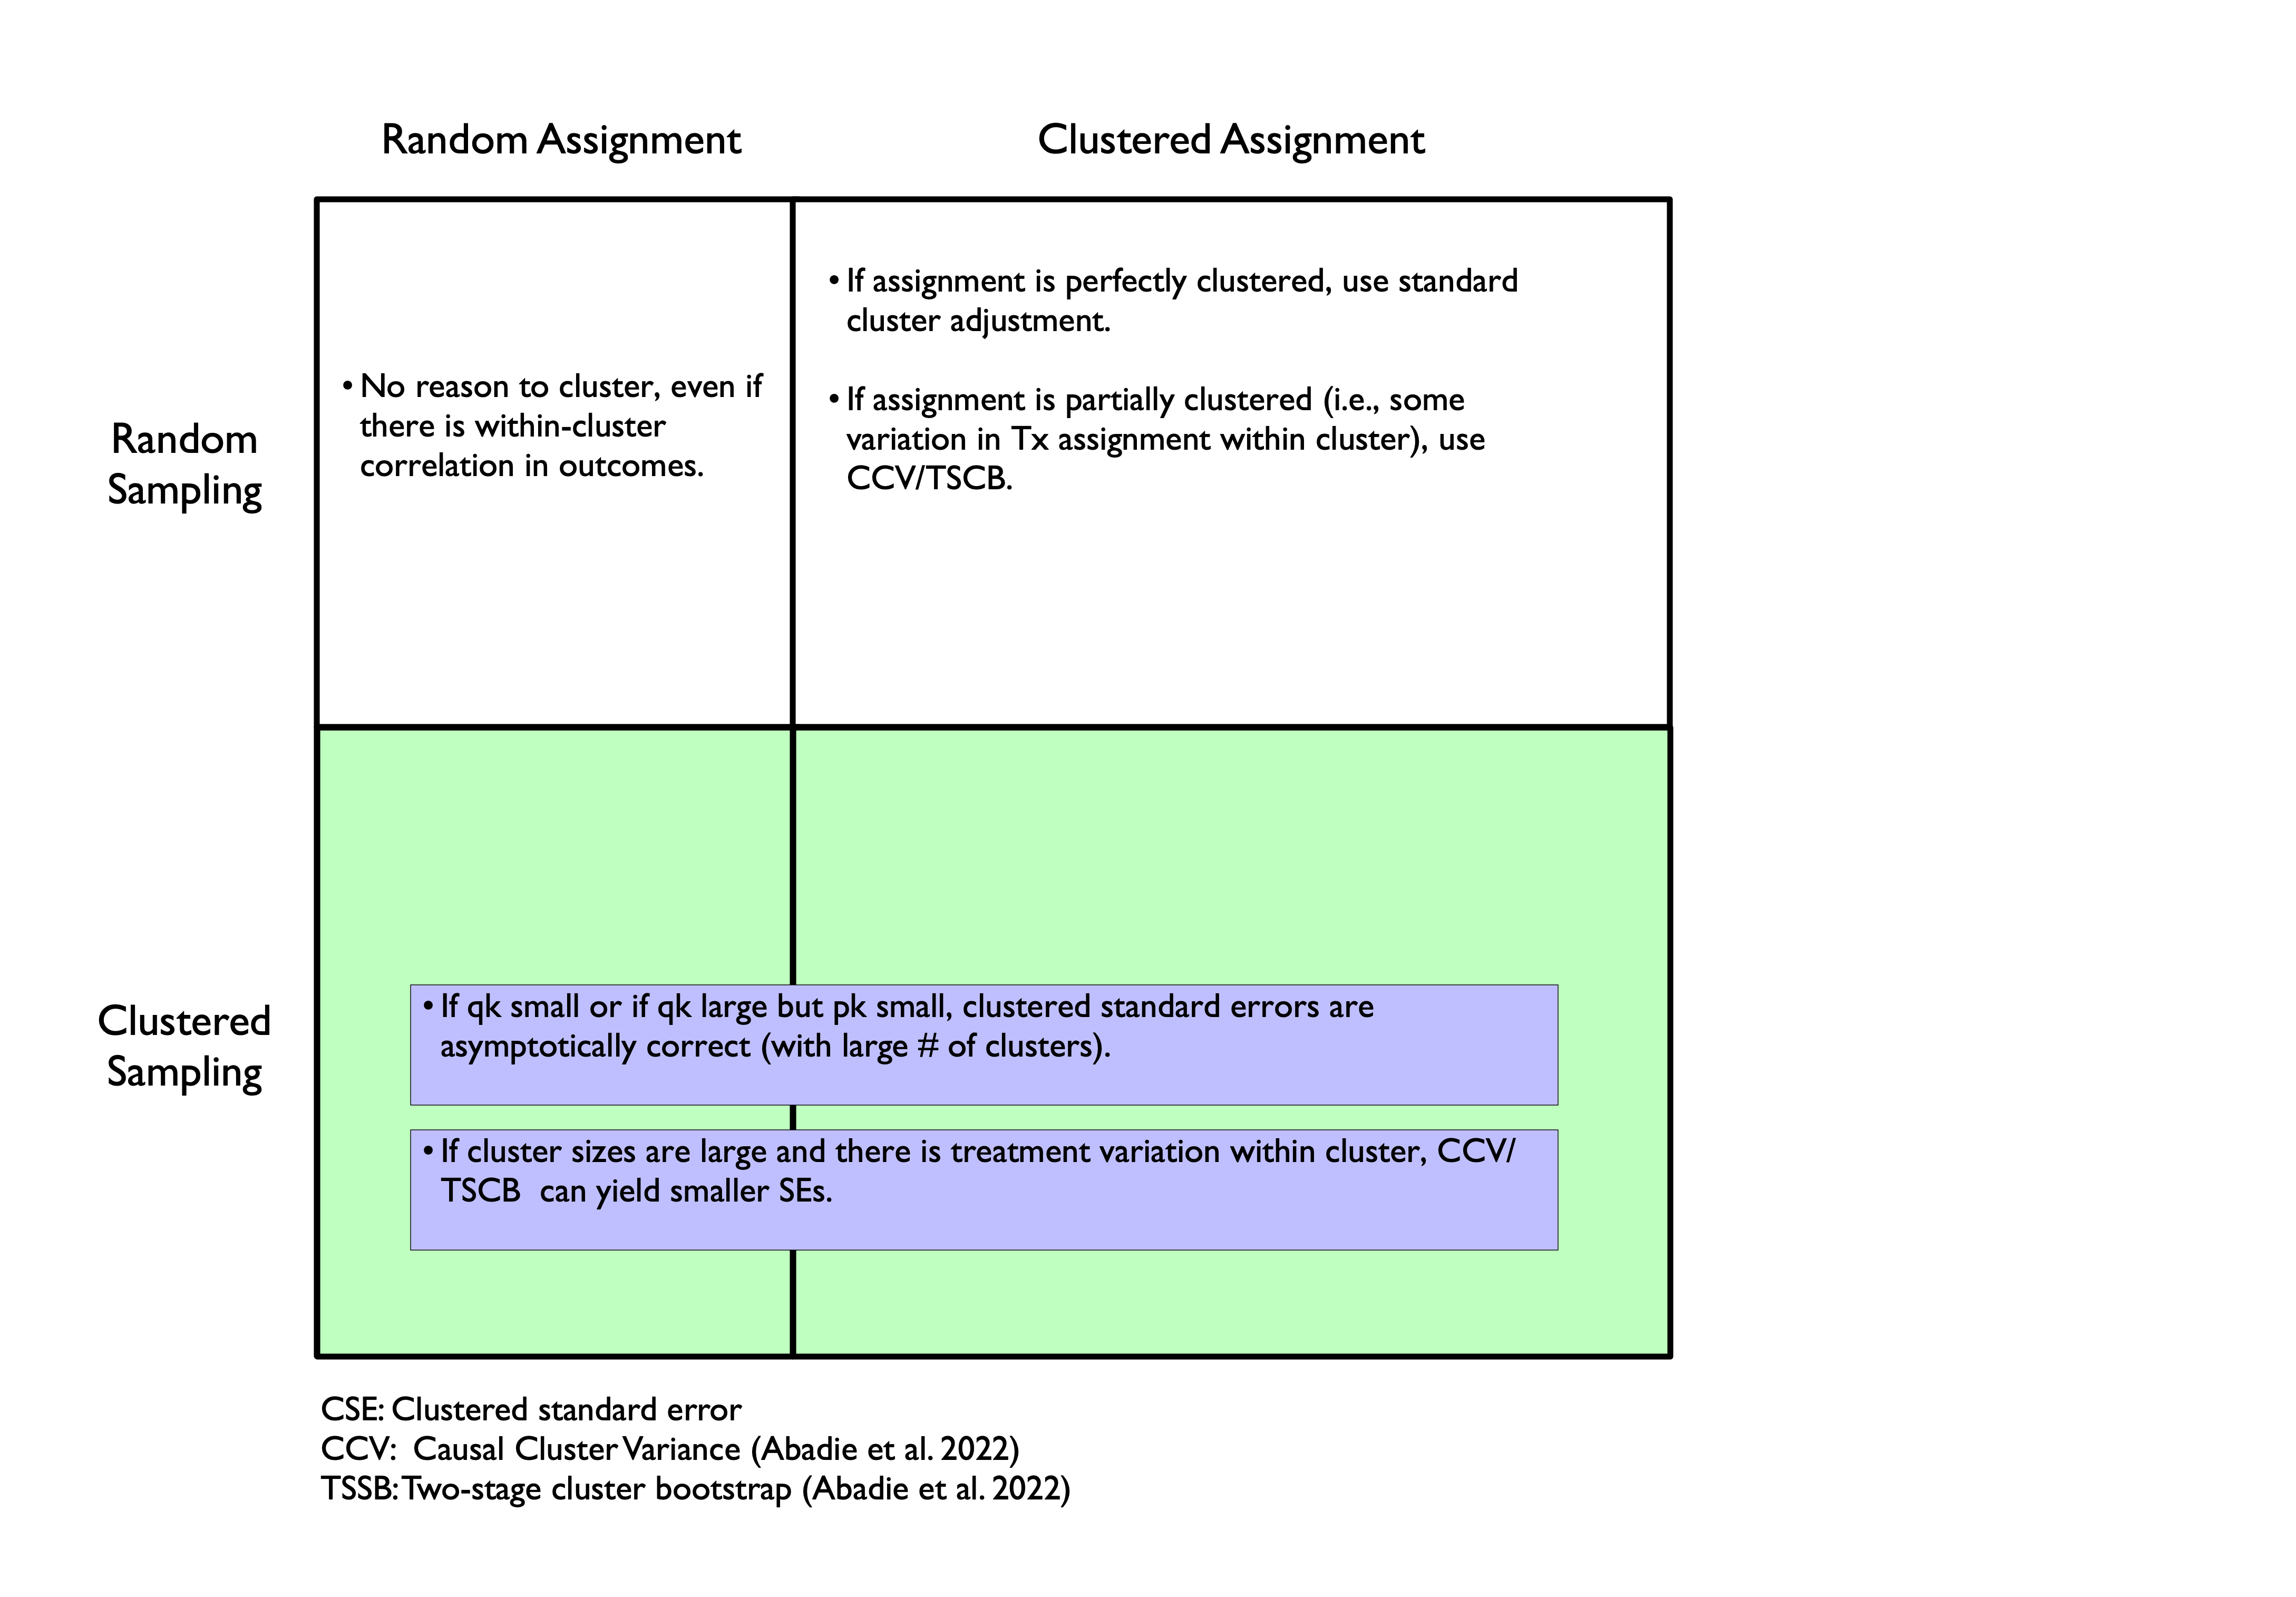 Random Assignment
Clustered Assignment
Random
Sampling
• No reason to cluster, even if
there is within-cluster
correlation in outcomes.
• If assignment is perfectly clustered, use standard
cluster adjustment.
• If assignment is partially clustered (i.e., some
variation in Tx assignment within cluster), use
CCV/TSCB.
Clustered
Sampling
• If qk small or if qk large but pk small, clustered standard errors are
asymptotically correct (with large # of clusters).
• If cluster sizes are large and there is treatment variation within cluster, CCV/
TSCB  can yield smaller SEs.
CSE: Clustered standard error
CCV:  Causal Cluster Variance (Abadie et al. 2022)
TSSB: Two-stage cluster bootstrap (Abadie et al. 2022)